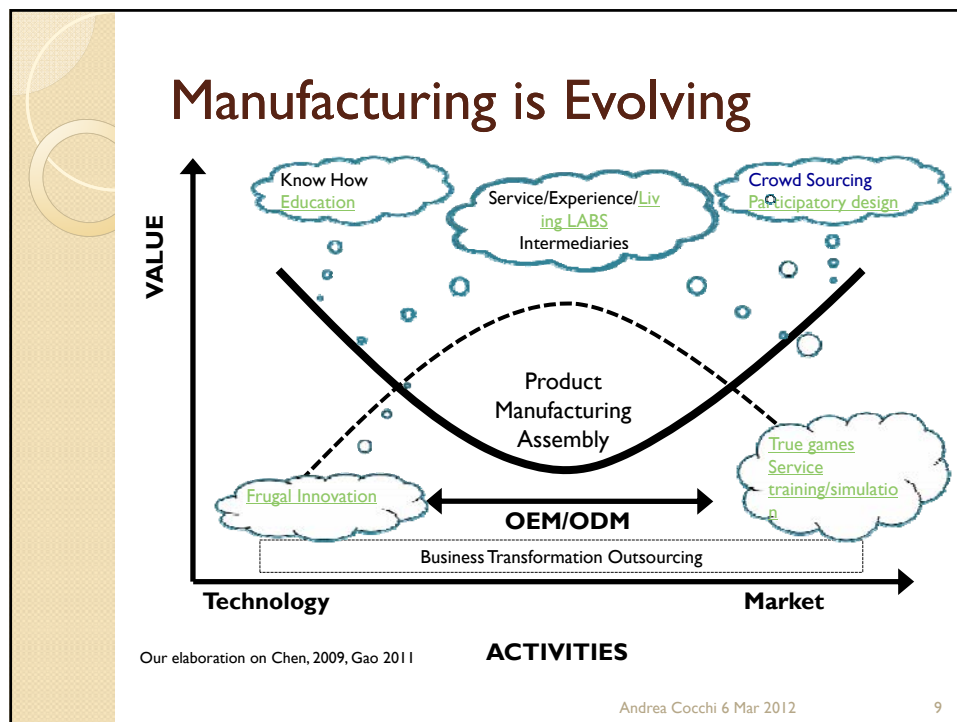 Manufacturing is Evolving
VALUE
Know How
Education
Service/Experience/Liv
ing LABS
Intermediaries
Crowd Sourcing
Participatory design
Product
Manufacturing
Assembly
Frugal Innovation
True games
Service
training/simulatio
n
OEM/ODM
Business Transformation Outsourcing
Technology
Market
ACTIVITIES
Our elaboration on Chen, 2009, Gao 2011
Andrea Cocchi 6 Mar 2012
9